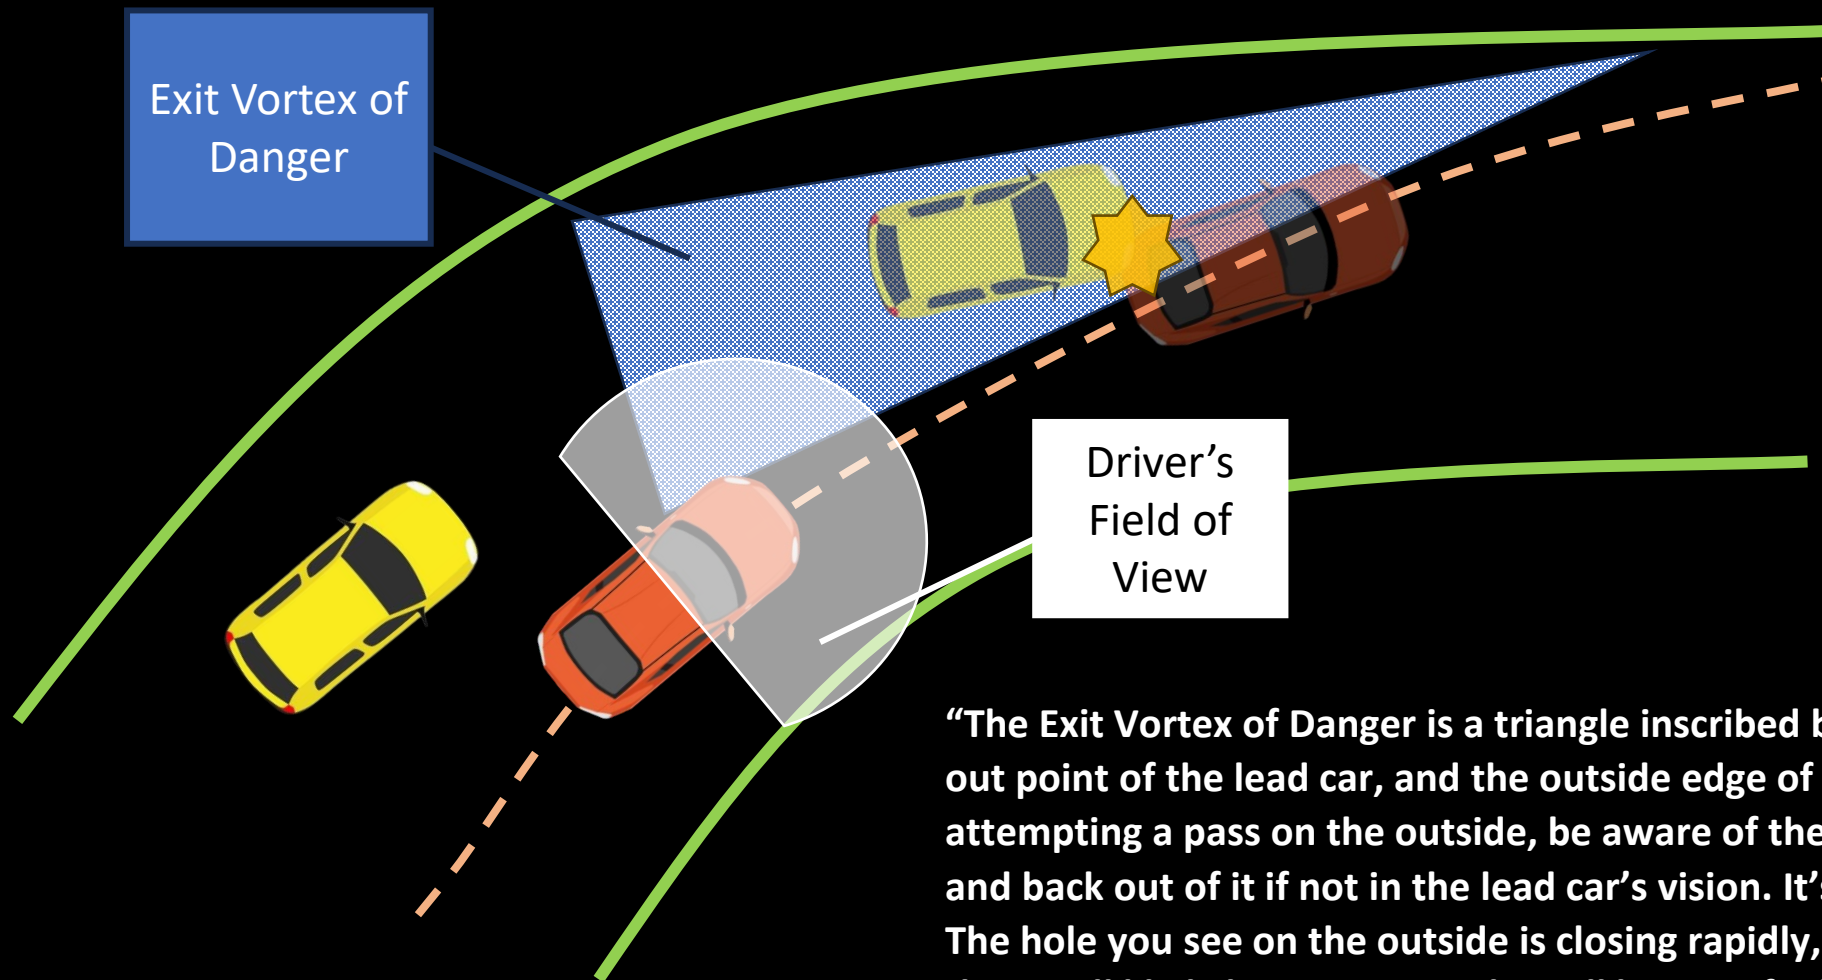 Exit Vortex of
Danger
Driver’s
Field of
View
“The Exit Vortex of Danger is a triangle inscribed
out point of the lead car, and the outside edge of
attempting a pass on the outside, be aware of the
and back out of it if not in the lead car’s vision. It’s
The hole you see on the outside is closing rapidly,